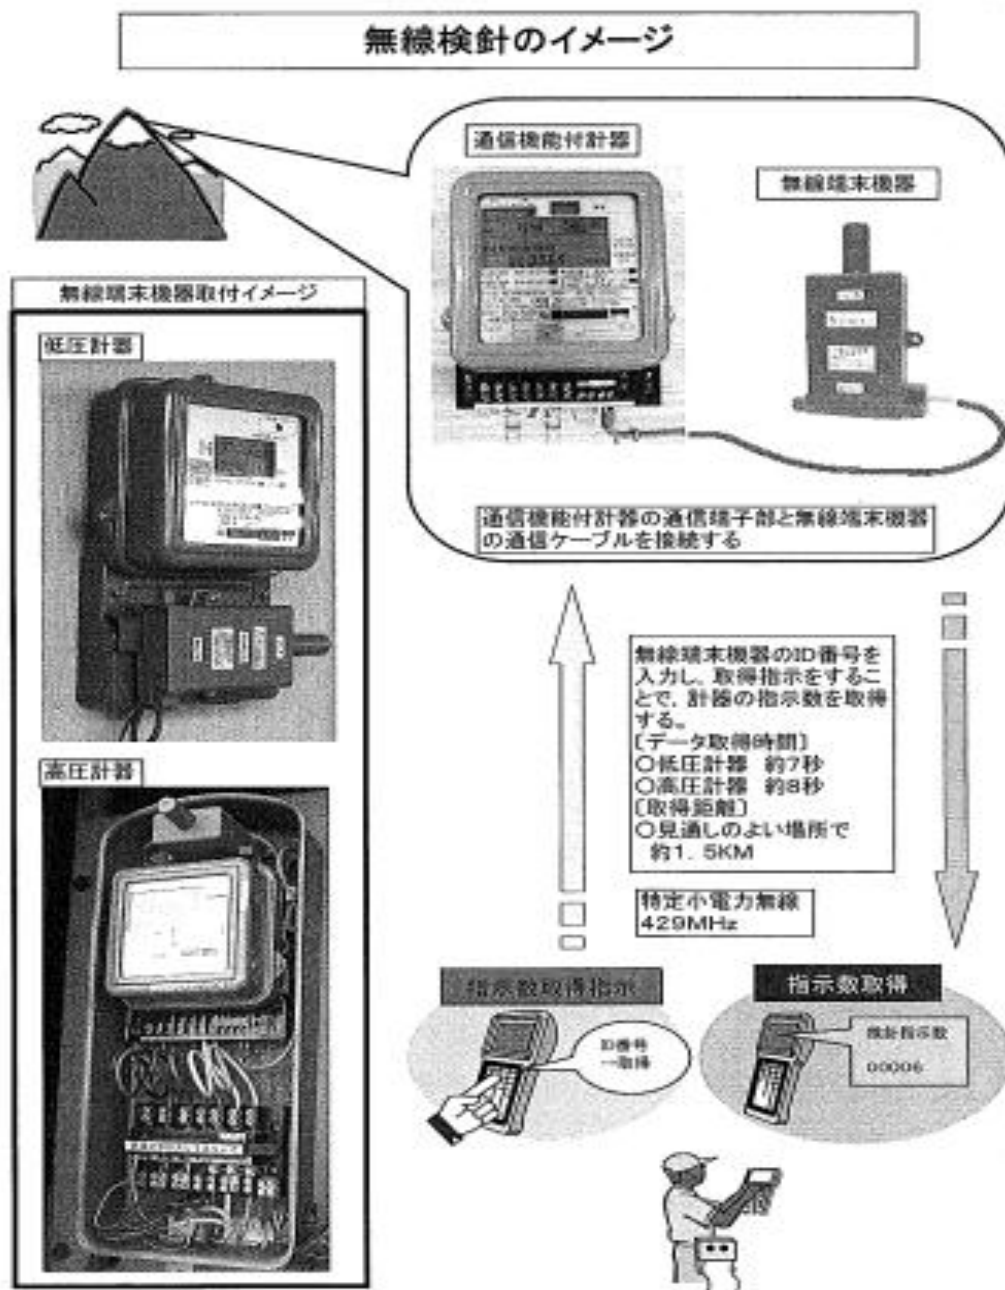 無線検針のイメージ
通信機能付計器
無線端末機器
無線端末機器取付イメージ
低圧計器
通信機能付計器の通信端子部と無線端末機器
の通信ケーブルを接続する
無線端末機器のID番号を
入力し、取得指示をするこ
とで、計器の指示数を取得
する。
[データ取得時間]
○低圧計器 約7秒
○高圧計器 約8秒
[取得距離]
○見通しのよい場所で
約1.5KM
高圧計器
特定小電力無線
429MHz
指示数取得指示
指示数取得
ID番号
→取得
指示数
00006